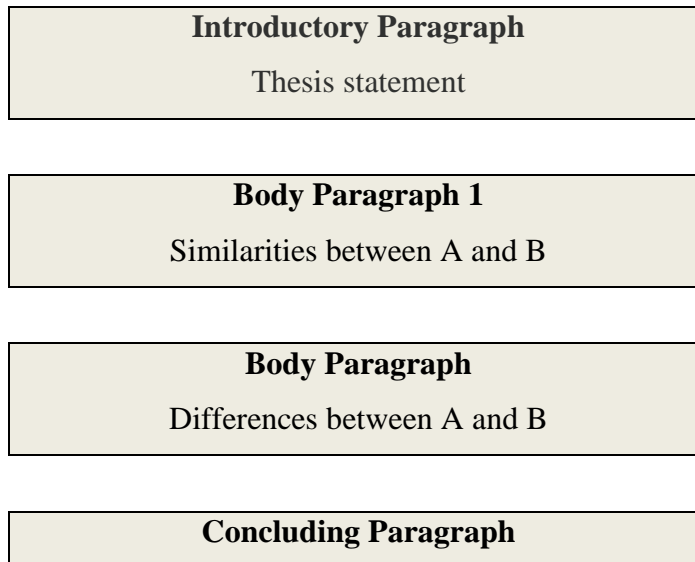 Introductory Paragraph
Thesis statement
Body Paragraph 1
Similarities between A and B
Body Paragraph
Differences between A and B
Concluding Paragraph